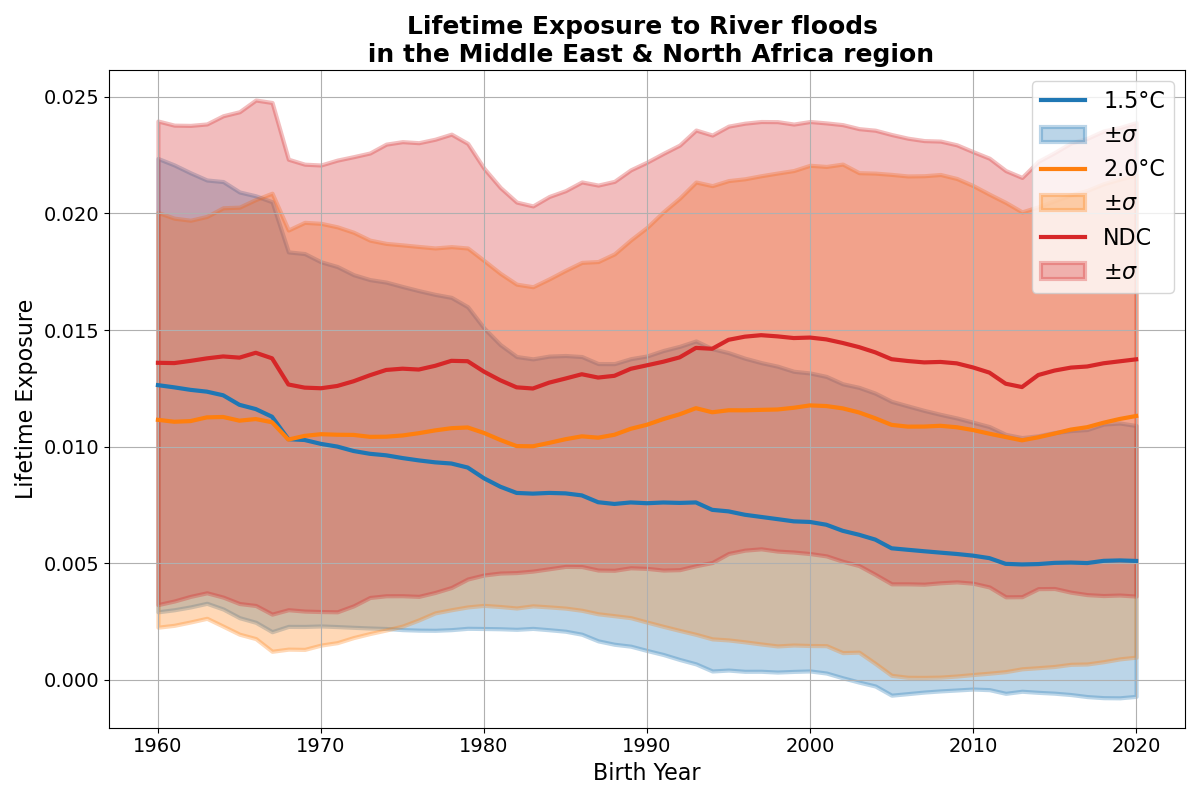 Lifetime Exposure to River floods
in the Middle East & North Africa region
Lifetime Exposure
0.025
0.020
0.015
0.010
0.005
0.000
1960
1970
1980
1990
2000
2010
2020
Birth Year
1.5°C
±σ
2.0°C
±σ
NDC
±σ